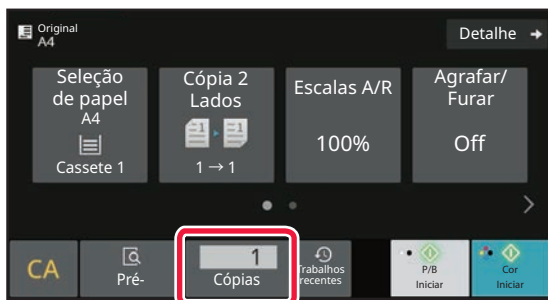 Original
A4
Detalhe
Seleção
de papel
A4
Cassete 1
Cópia 2
Lados
1 → 1
Escalas A/R
100%
Agrafar/
Furar
Off
CA
Pré-
1
Cópias
Trabalhos
recentes
P/B
Iniciar
Cor
Iniciar